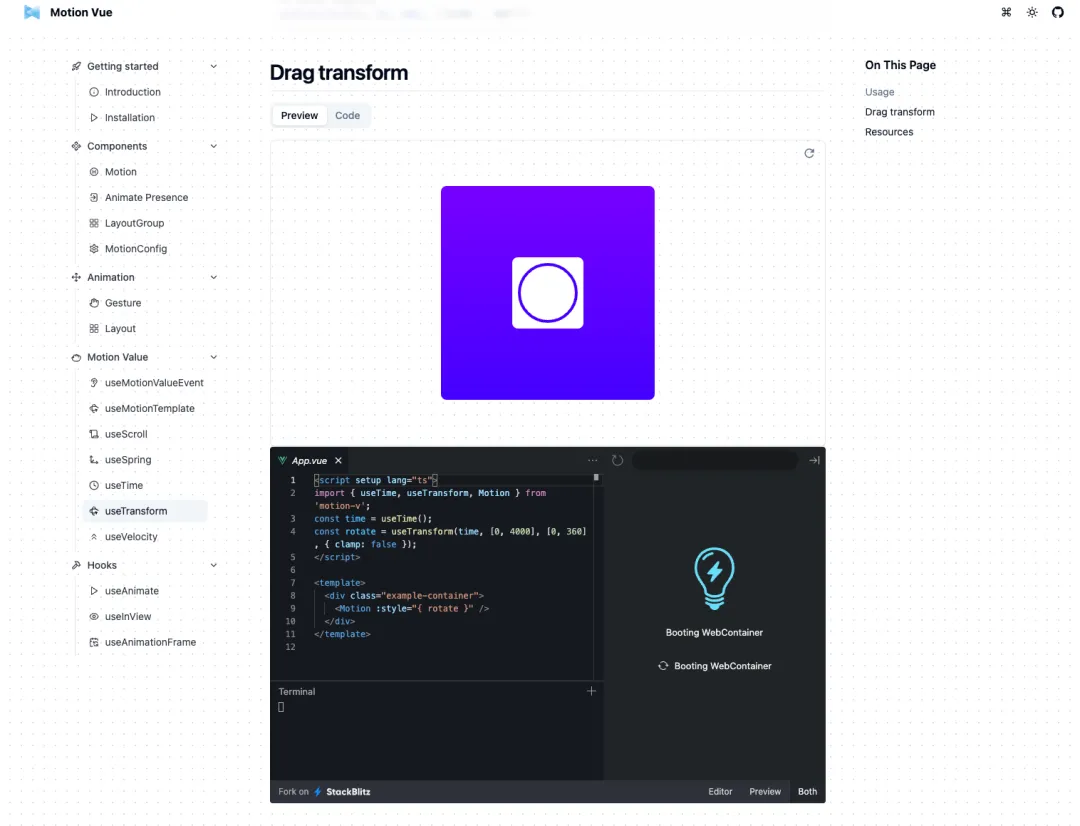 Motion Vue
Getting started
Introduction
Installation
Components
Motion
Animate Presence
LayoutGroup
MotionConfig
Animation
Gesture
Layout
Motion Value
useMotionValueEvent
useMotionTemplate
useScroll
useSpring
useTime
useTransform
useVelocity
Hooks
useAnimate
useInView
useAnimationFrame
Drag transform
Preview Code
App.vue
1 <script setup lang="ts">
2 import { useTime, useTransform, Motion } from
'motion-v';
3 const time = useTime();
4 const rotate = useTransform(time, [0, 4000], [0, 360]
, { clamp: false });
5 </script>
6
7 <template>
8 <div class="example-container">
9 <Motion :style="{ rotate }" />
10 </div>
11 </template>
12
Terminal
Booting WebContainer
Booting WebContainer
Fork on StackBlitz
Editor Preview Both
On This Page
Usage
Drag transform
Resources